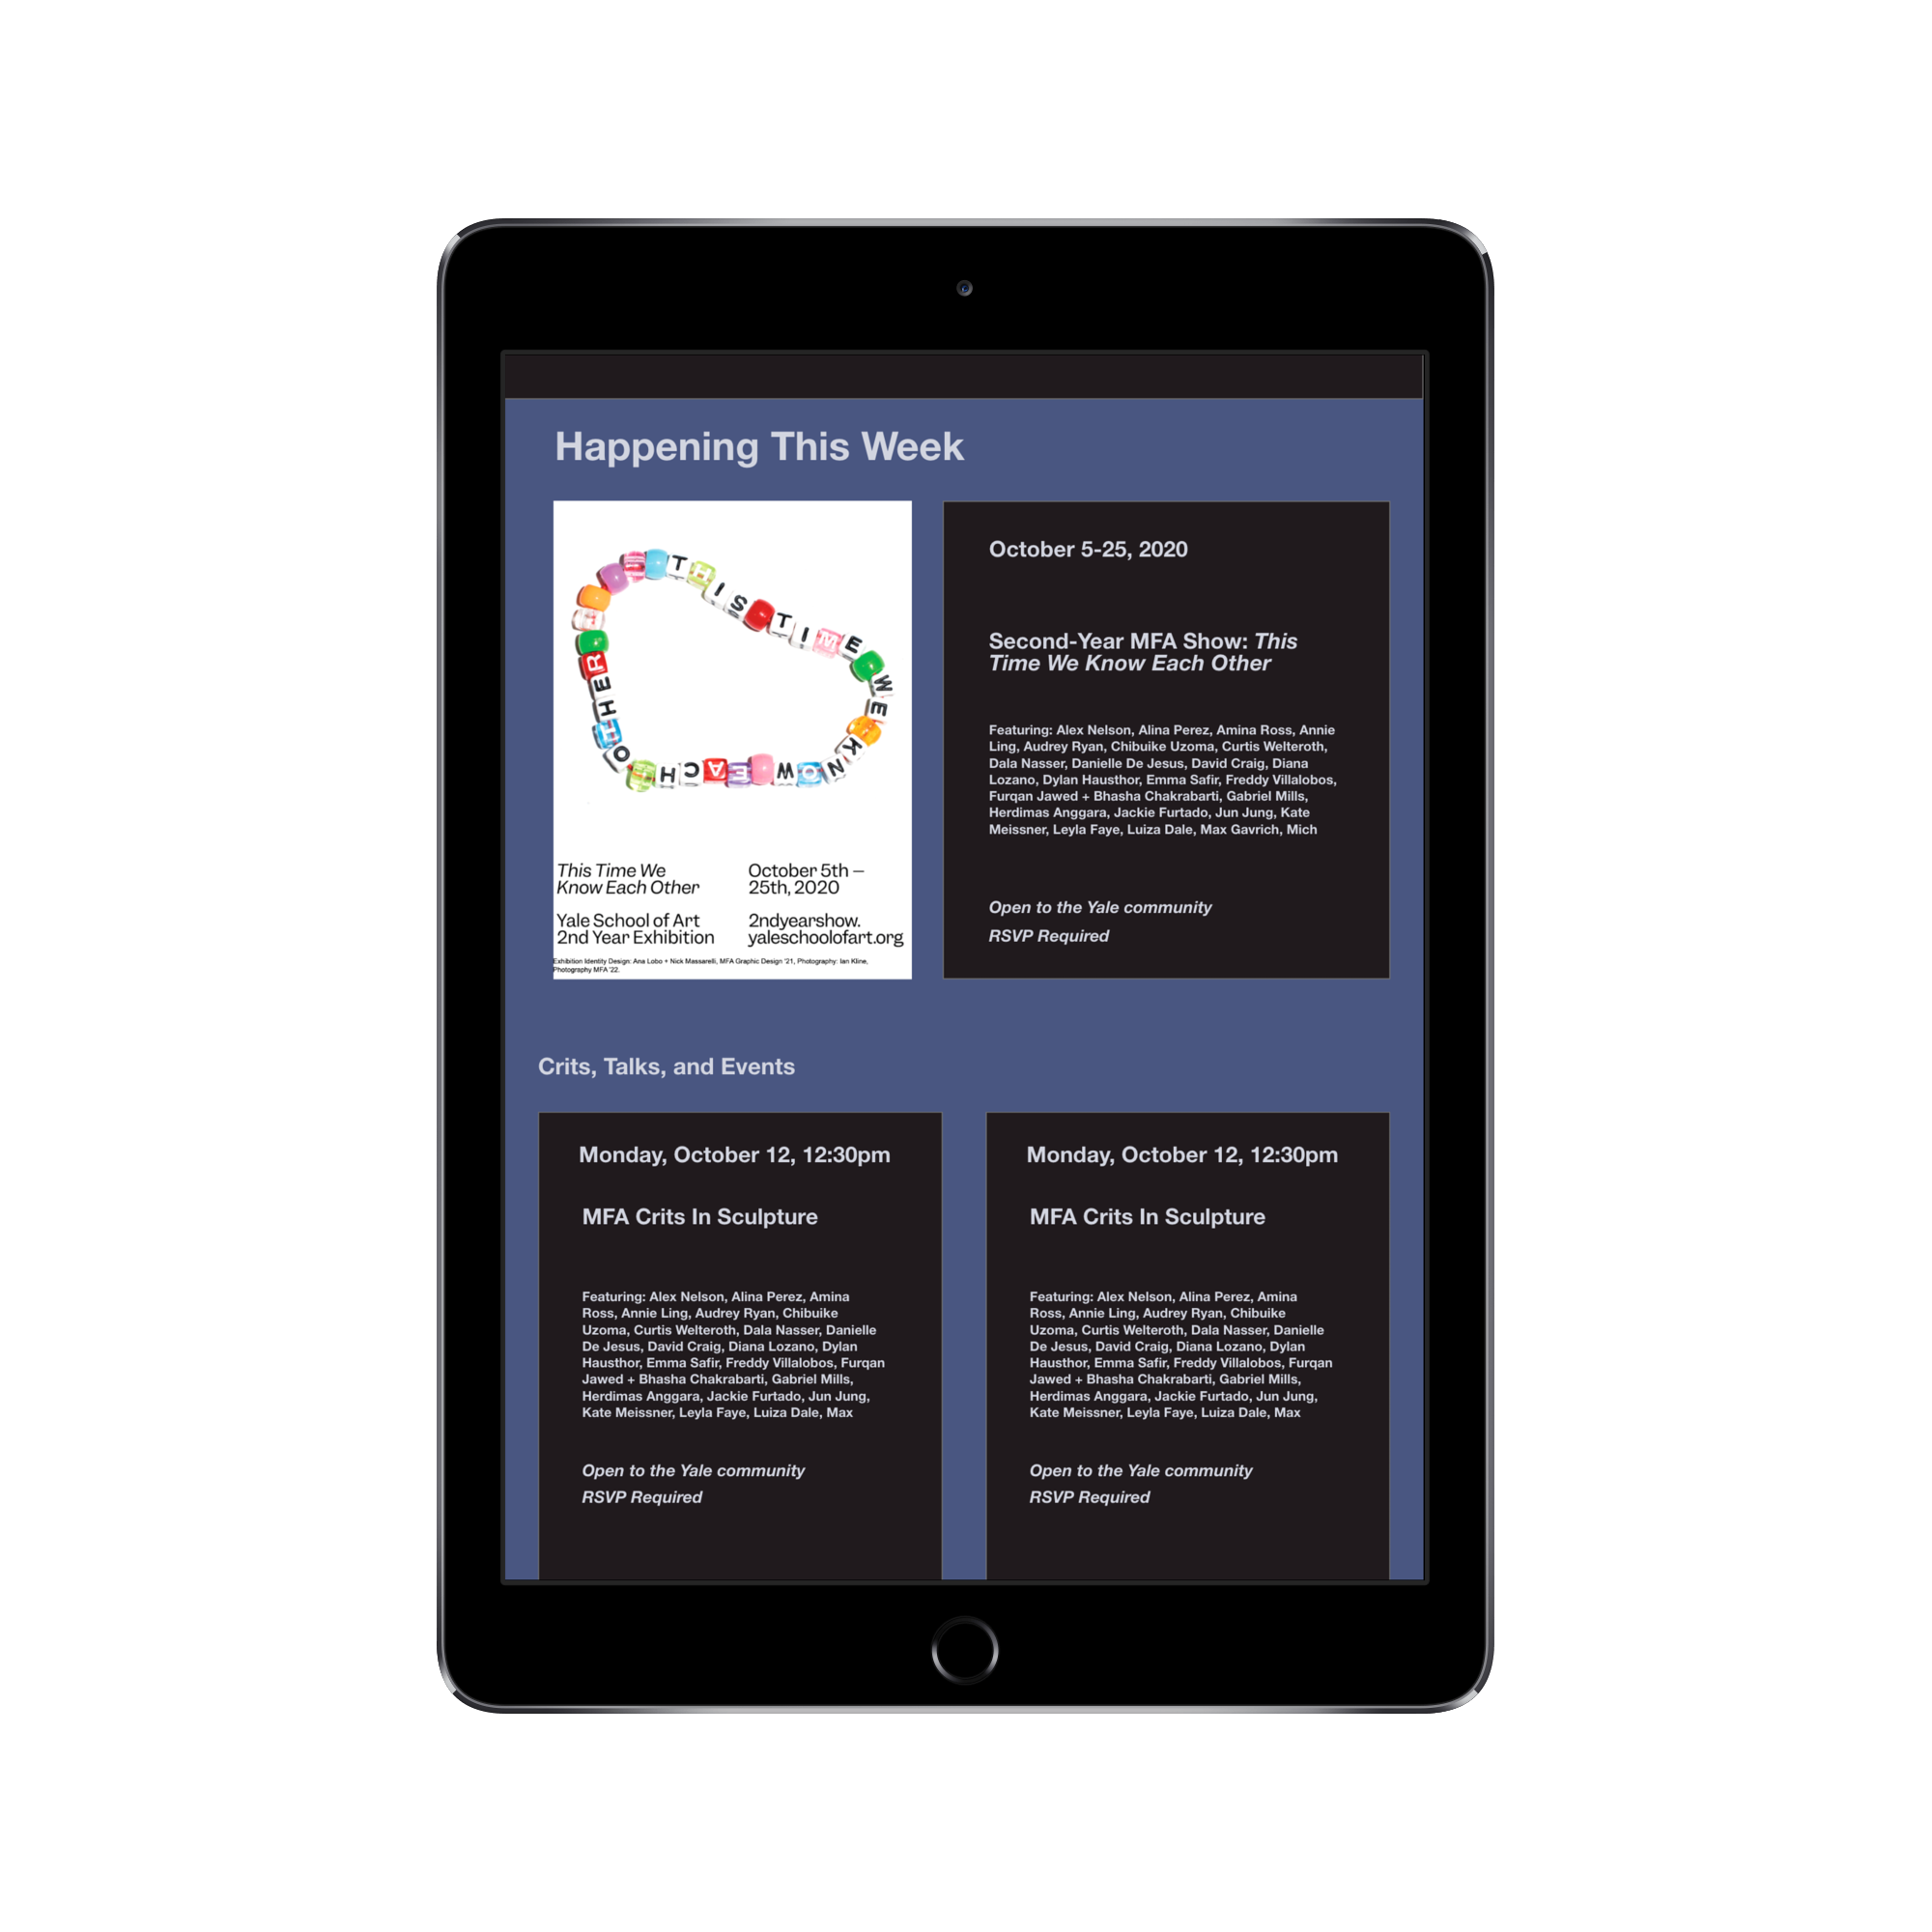 Happening This Week
THIS TIME WE KNOW EACH OTHER
This Time We
Know Each Other
October 5th –
25th, 2020
Yale School of Art
2nd Year Exhibition
2ndyearshow.
yaleschoolofart.org
Exhibition Identity Design: Ana Lobo + Nick Massarelli, MFA Graphic Design '21, Photography: Ian Kline,
Photography MFA '22.
October 5-25, 2020
Second-Year MFA Show: This
Time We Know Each Other
Featuring: Alex Nelson, Alina Perez, Amina Ross, Annie
Ling, Audrey Ryan, Chibuike Uzoma, Curtis Welteroth,
Dala Nasser, Danielle De Jesus, David Craig, Diana
Lozano, Dylan Hausthor, Emma Safir, Freddy Villalobos,
Furqan Jawed + Bhasha Chakrabarti, Gabriel Mills,
Herdimas Anggara, Jackie Furtado, Jun Jung, Kate
Meissner, Leyla Faye, Luiza Dale, Max Gavrich, Mich
Open to the Yale community
RSVP Required
Crits, Talks, and Events
Monday, October 12, 12:30pm
MFA Crits In Sculpture
Featuring: Alex Nelson, Alina Perez, Amina
Ross, Annie Ling, Audrey Ryan, Chibuike
Uzoma, Curtis Welteroth, Dala Nasser, Danielle
De Jesus, David Craig, Diana Lozano, Dylan
Hausthor, Emma Safir, Freddy Villalobos, Furqan
Jawed + Bhasha Chakrabarti, Gabriel Mills,
Herdimas Anggara, Jackie Furtado, Jun Jung,
Kate Meissner, Leyla Faye, Luiza Dale, Max
Open to the Yale community
RSVP Required
Monday, October 12, 12:30pm
MFA Crits In Sculpture
Featuring: Alex Nelson, Alina Perez, Amina
Ross, Annie Ling, Audrey Ryan, Chibuike
Uzoma, Curtis Welteroth, Dala Nasser, Danielle
De Jesus, David Craig, Diana Lozano, Dylan
Hausthor, Emma Safir, Freddy Villalobos, Furqan
Jawed + Bhasha Chakrabarti, Gabriel Mills,
Herdimas Anggara, Jackie Furtado, Jun Jung,
Kate Meissner, Leyla Faye, Luiza Dale, Max
Open to the Yale community
RSVP Required